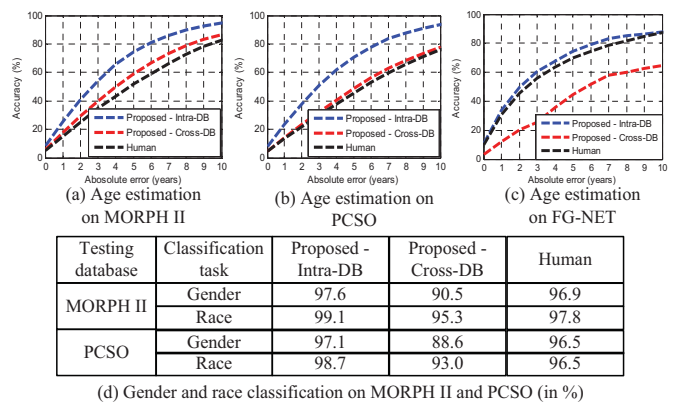 100
80
60
40
20
0
0 1 2 3 4 5 6 7 8 9 10
Accuracy (%)
Absolute error (years)
Proposed - Intra-DB
Proposed - Cross-DB
Human
(a) Age estimation
on MORPH II
100
80
60
40
20
0
0 1 2 3 4 5 6 7 8 9 10
Accuracy (%)
Absolute error (years)
Proposed - Intra-DB
Proposed - Cross-DB
Human
(b) Age estimation on
PCSO
100
80
60
40
20
0
0 1 2 3 4 5 6 7 8 9 10
Accuracy (%)
Absolute error (years)
Proposed - Intra-DB
Proposed - Cross-DB
Human
(c) Age estimation
on FG-NET
Testing database Classification task Proposed - Intra-DB Proposed - Cross-DB Human
MORPH II Gender 97.6 90.5 96.9
Race 99.1 95.3 97.8
PCSO Gender 97.1 88.6 96.5
Race 98.7 93.0 96.5
(d) Gender and race classification on MORPH II and PCSO (in %)